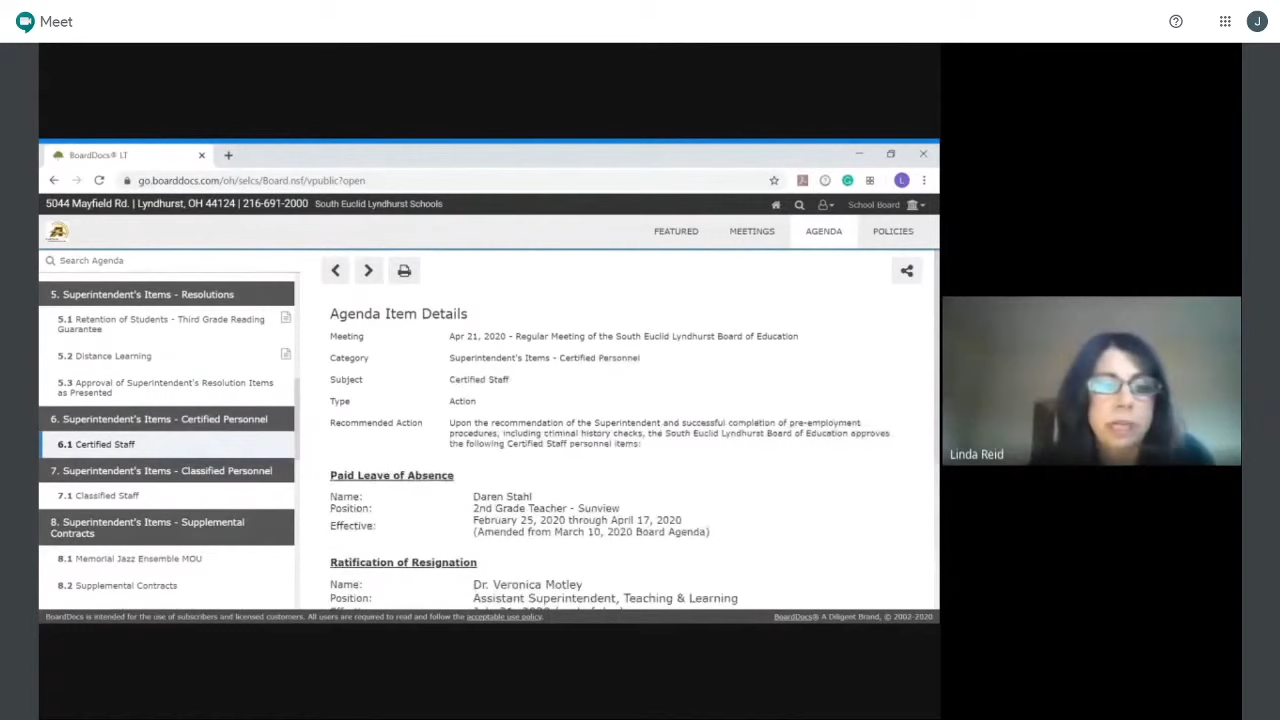 Meet
J
BoardDocs® LT
go.boarddocs.com/oh/selcs/Board.nsf/vpublic?open
L
5044 Mayfield Rd. | Lyndhurst, OH 44124 | 216-691-2000 South Euclid Lyndhurst Schools
School Board
FEATURED MEETINGS AGENDA POLICIES
Search Agenda
5. Superintendent's Items - Resolutions
5.1 Retention of Students - Third Grade Reading
Guarantee
5.2 Distance Learning
5.3 Approval of Superintendent's Resolution Items
as Presented
6. Superintendent's Items - Certified Personnel
6.1 Certified Staff
7. Superintendent's Items - Classified Personnel
7.1 Classified Staff
8. Superintendent's Items - Supplemental
Contracts
8.1 Memorial Jazz Ensemble MOU
8.2 Supplemental Contracts
Agenda Item Details
Meeting Apr 21, 2020 - Regular Meeting of the South Euclid Lyndhurst Board of Education
Category Superintendent's Items - Certified Personnel
Subject Certified Staff
Type Action
Recommended Action Upon the recommendation of the Superintendent and successful completion of pre-employment
procedures, including criminal history checks, the South Euclid Lyndhurst Board of Education approves
the following Certified Staff personnel items:
Paid Leave of Absence
Name: Daren Stahl
Position: 2nd Grade Teacher - Sunview
Effective: February 25, 2020 through April 17, 2020
(Amended from March 10, 2020 Board Agenda)
Ratification of Resignation
Name: Dr. Veronica Motley
Position: Assistant Superintendent, Teaching & Learning
BoardDocs is intended for the use of subscribers and licensed customers. All users are required to read and follow the acceptable use policy.
BoardDocs® A Diligent Brand, © 2002-2020
Linda Reid